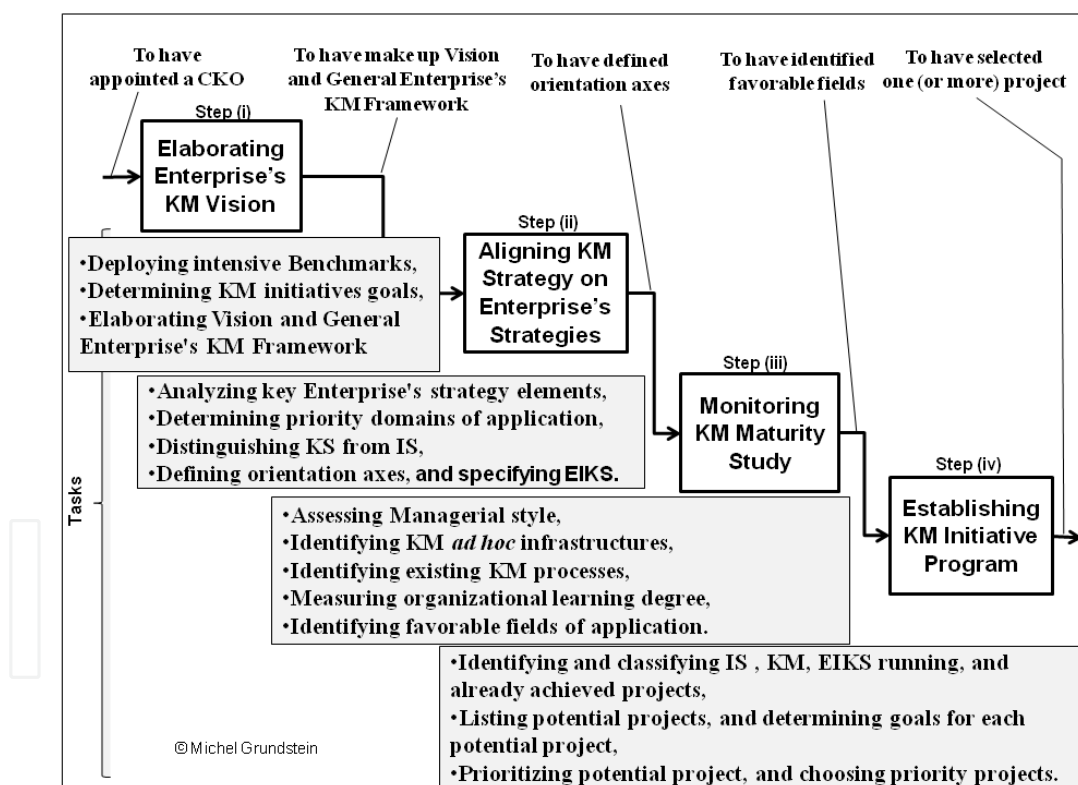 To have
appointed a CKO
To have make up Vision
and General Enterprise's
KM Framework
To have defined
orientation axes
To have identified
favorable fields
To have selected
one (or more) project
Step (i)
Elaborating
Enterprise's
KM Vision
Step (ii)
Aligning KM
Strategy on
Enterprise's
Strategies
•Deploying intensive Benchmarks,
•Determining KM initiatives goals,
•Elaborating Vision and General
Enterprise's KM Framework
Step (iii)
Monitoring
KM Maturity
Study
•Analyzing key Enterprise's strategy elements,
•Determining priority domains of application,
•Distinguishing KS from IS,
•Defining orientation axes, and specifying EIKS.
Step (iv)
Establishing
KM Initiative
Program
Tasks
•Assessing Managerial style,
•Identifying KM ad hoc infrastructures,
•Identifying existing KM processes,
•Measuring organizational learning degree,
•Identifying favorable fields of application.
•Identifying and classifying IS , KM, EIKS running, and
already achieved projects,
•Listing potential projects, and determining goals for each
potential project,
•Prioritizing potential project, and choosing priority projects.
© Michel Grundstein